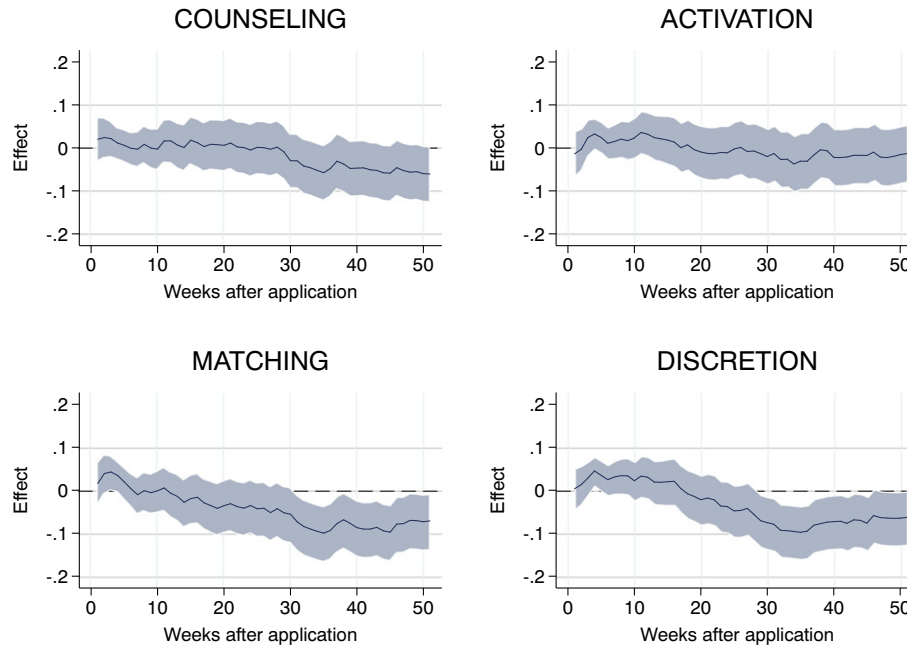 COUNSELING
.2
.1
0
-.1
-.2
Effect
0 10 20 30 40 50
Weeks after application
ACTIVATION
.2
.1
0
-.1
-.2
Effect
0 10 20 30 40 50
Weeks after application
MATCHING
.2
.1
0
-.1
-.2
Effect
0 10 20 30 40 50
Weeks after application
DISCRETION
.2
.1
0
-.1
-.2
Effect
0 10 20 30 40 50
Weeks after application